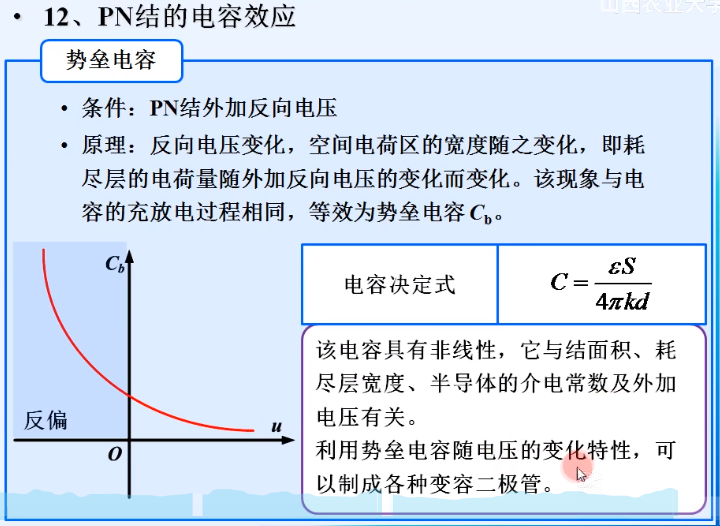 山西农业大学
• 12、PN结的电容效应
势垒电容
• 条件：PN结外加反向电压
• 原理：反向电压变化，空间电荷区的宽度随之变化，即耗
尽层的电荷量随外加反向电压的变化而变化。该现象与电
容的充放电过程相同，等效为势垒电容 Cb。
Cb
反偏
u
O
电容决定式
C = εS / 4πkd
该电容具有非线性，它与结面积、耗
尽层宽度、半导体的介电常数及外加
电压有关。
利用势垒电容随电压的变化特性，可
以制成各种变容二极管。